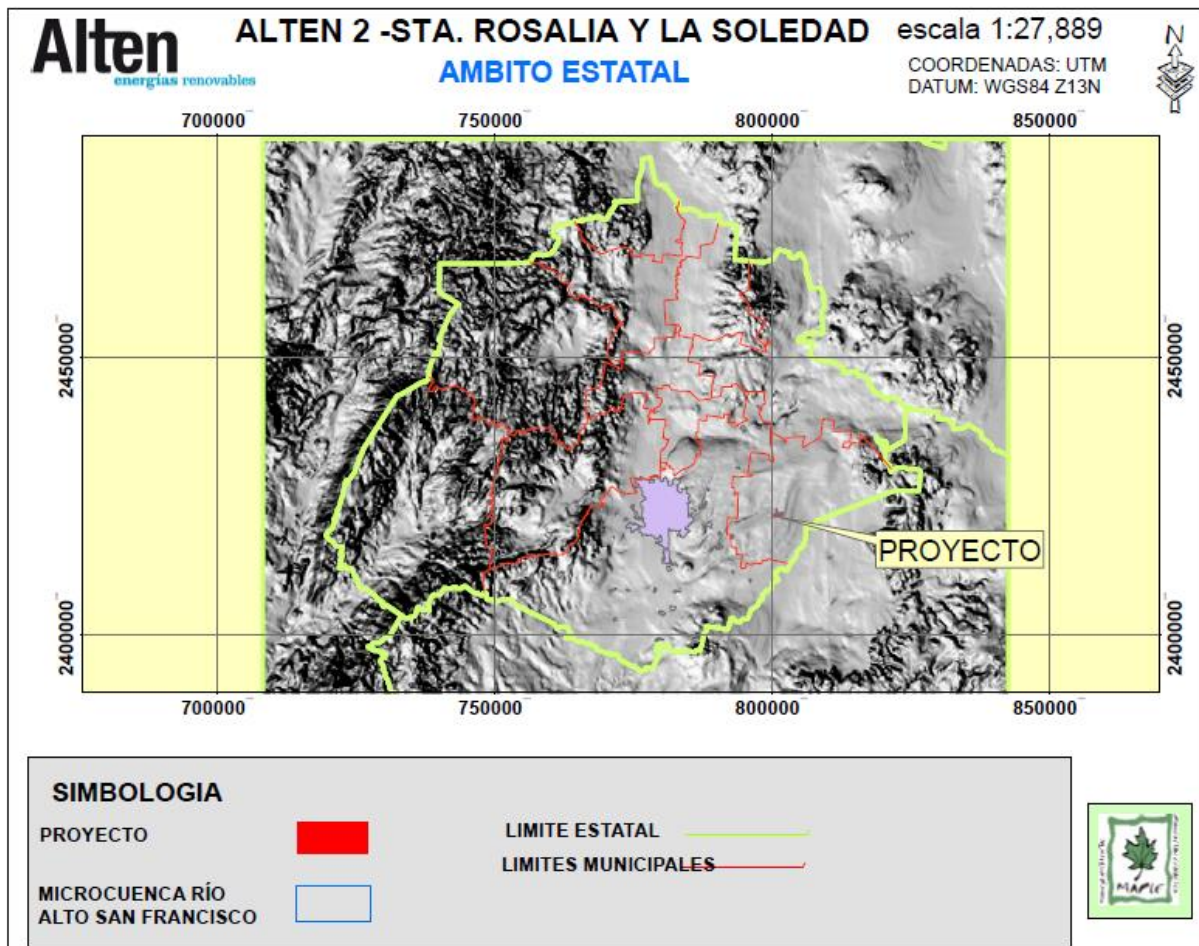 Alten
energías renovables
ALTEN 2 -STA. ROSALIA Y LA SOLEDAD
AMBITO ESTATAL
escala 1:27,889
COORDENADAS: UTM
DATUM: WGS84 Z13N
N
700000 750000 800000 850000
2450000 2450000
2400000 2400000
PROYECTO
700000 750000 800000 850000
SIMBOLOGIA
PROYECTO
LIMITE ESTATAL
LIMITES MUNICIPALES
MICROCUENCA RÍO
ALTO SAN FRANCISCO
MAPLE